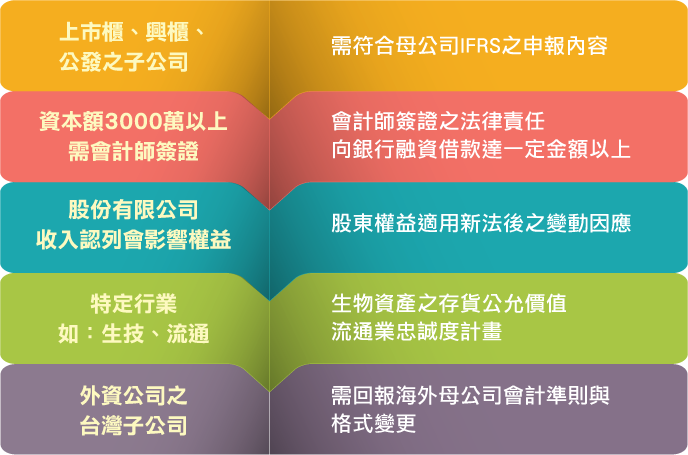 上市櫃、興櫃、
公發之子公司
需符合母公司IFRS之申報內容
資本額3000萬以上
需會計師簽證
會計師簽證之法律責任
向銀行融資借款達一定金額以上
股份有限公司
收入認列會影響權益
股東權益適用新法後之變動因應
特定行業
如：生技、流通
生物資產之存貨公允價值
流通業忠誠度計畫
外資公司之
台灣子公司
需回報海外母公司會計準則與
格式變更